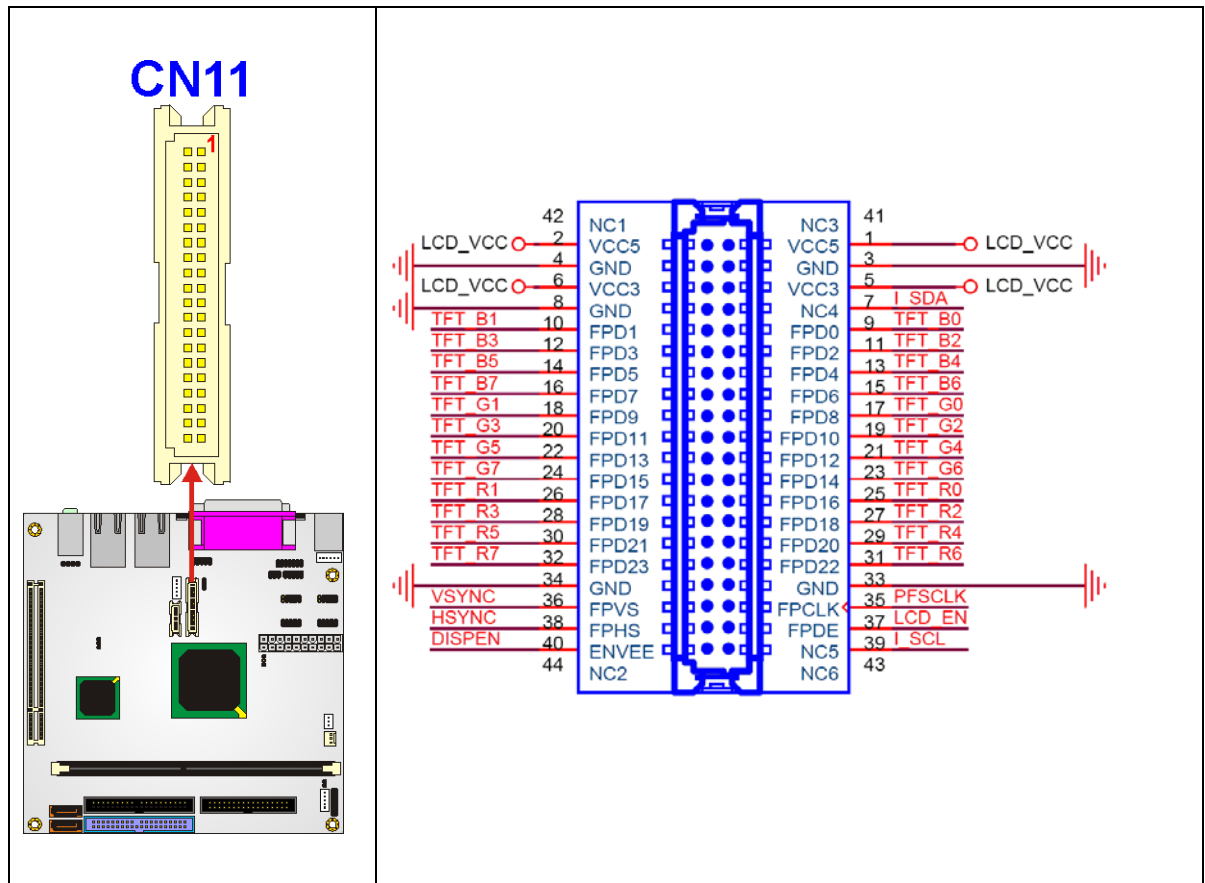 CN11
1
42 NC1 NC3 41
LCD_VCC 2 VCC5 VCC5 1 LCD_VCC
4 GND GND 3
LCD_VCC 6 VCC3 VCC3 5 LCD_VCC
8 GND NC4 7 I_SDA
TFT_B1 10 FPD1 FPD0 9 TFT_B0
TFT_B3 12 FPD3 FPD2 11 TFT_B2
TFT_B5 14 FPD5 FPD4 13 TFT_B4
TFT_B7 16 FPD7 FPD6 15 TFT_B6
TFT_G1 18 FPD9 FPD8 17 TFT_G0
TFT_G3 20 FPD11 FPD10 19 TFT_G2
TFT_G5 22 FPD13 FPD12 21 TFT_G4
TFT_G7 24 FPD15 FPD14 23 TFT_G6
TFT_R1 26 FPD17 FPD16 25 TFT_R0
TFT_R3 28 FPD19 FPD18 27 TFT_R2
TFT_R5 30 FPD21 FPD20 29 TFT_R4
TFT_R7 32 FPD23 FPD22 31 TFT_R6
34 GND GND 33
VSYNC 36 FPVS FPCLK 35 PFSCLK
HSYNC 38 FPHS FPDE 37 LCD_EN
DISPEN 40 ENVEE NC5 39 I_SCL
44 NC2 NC6 43